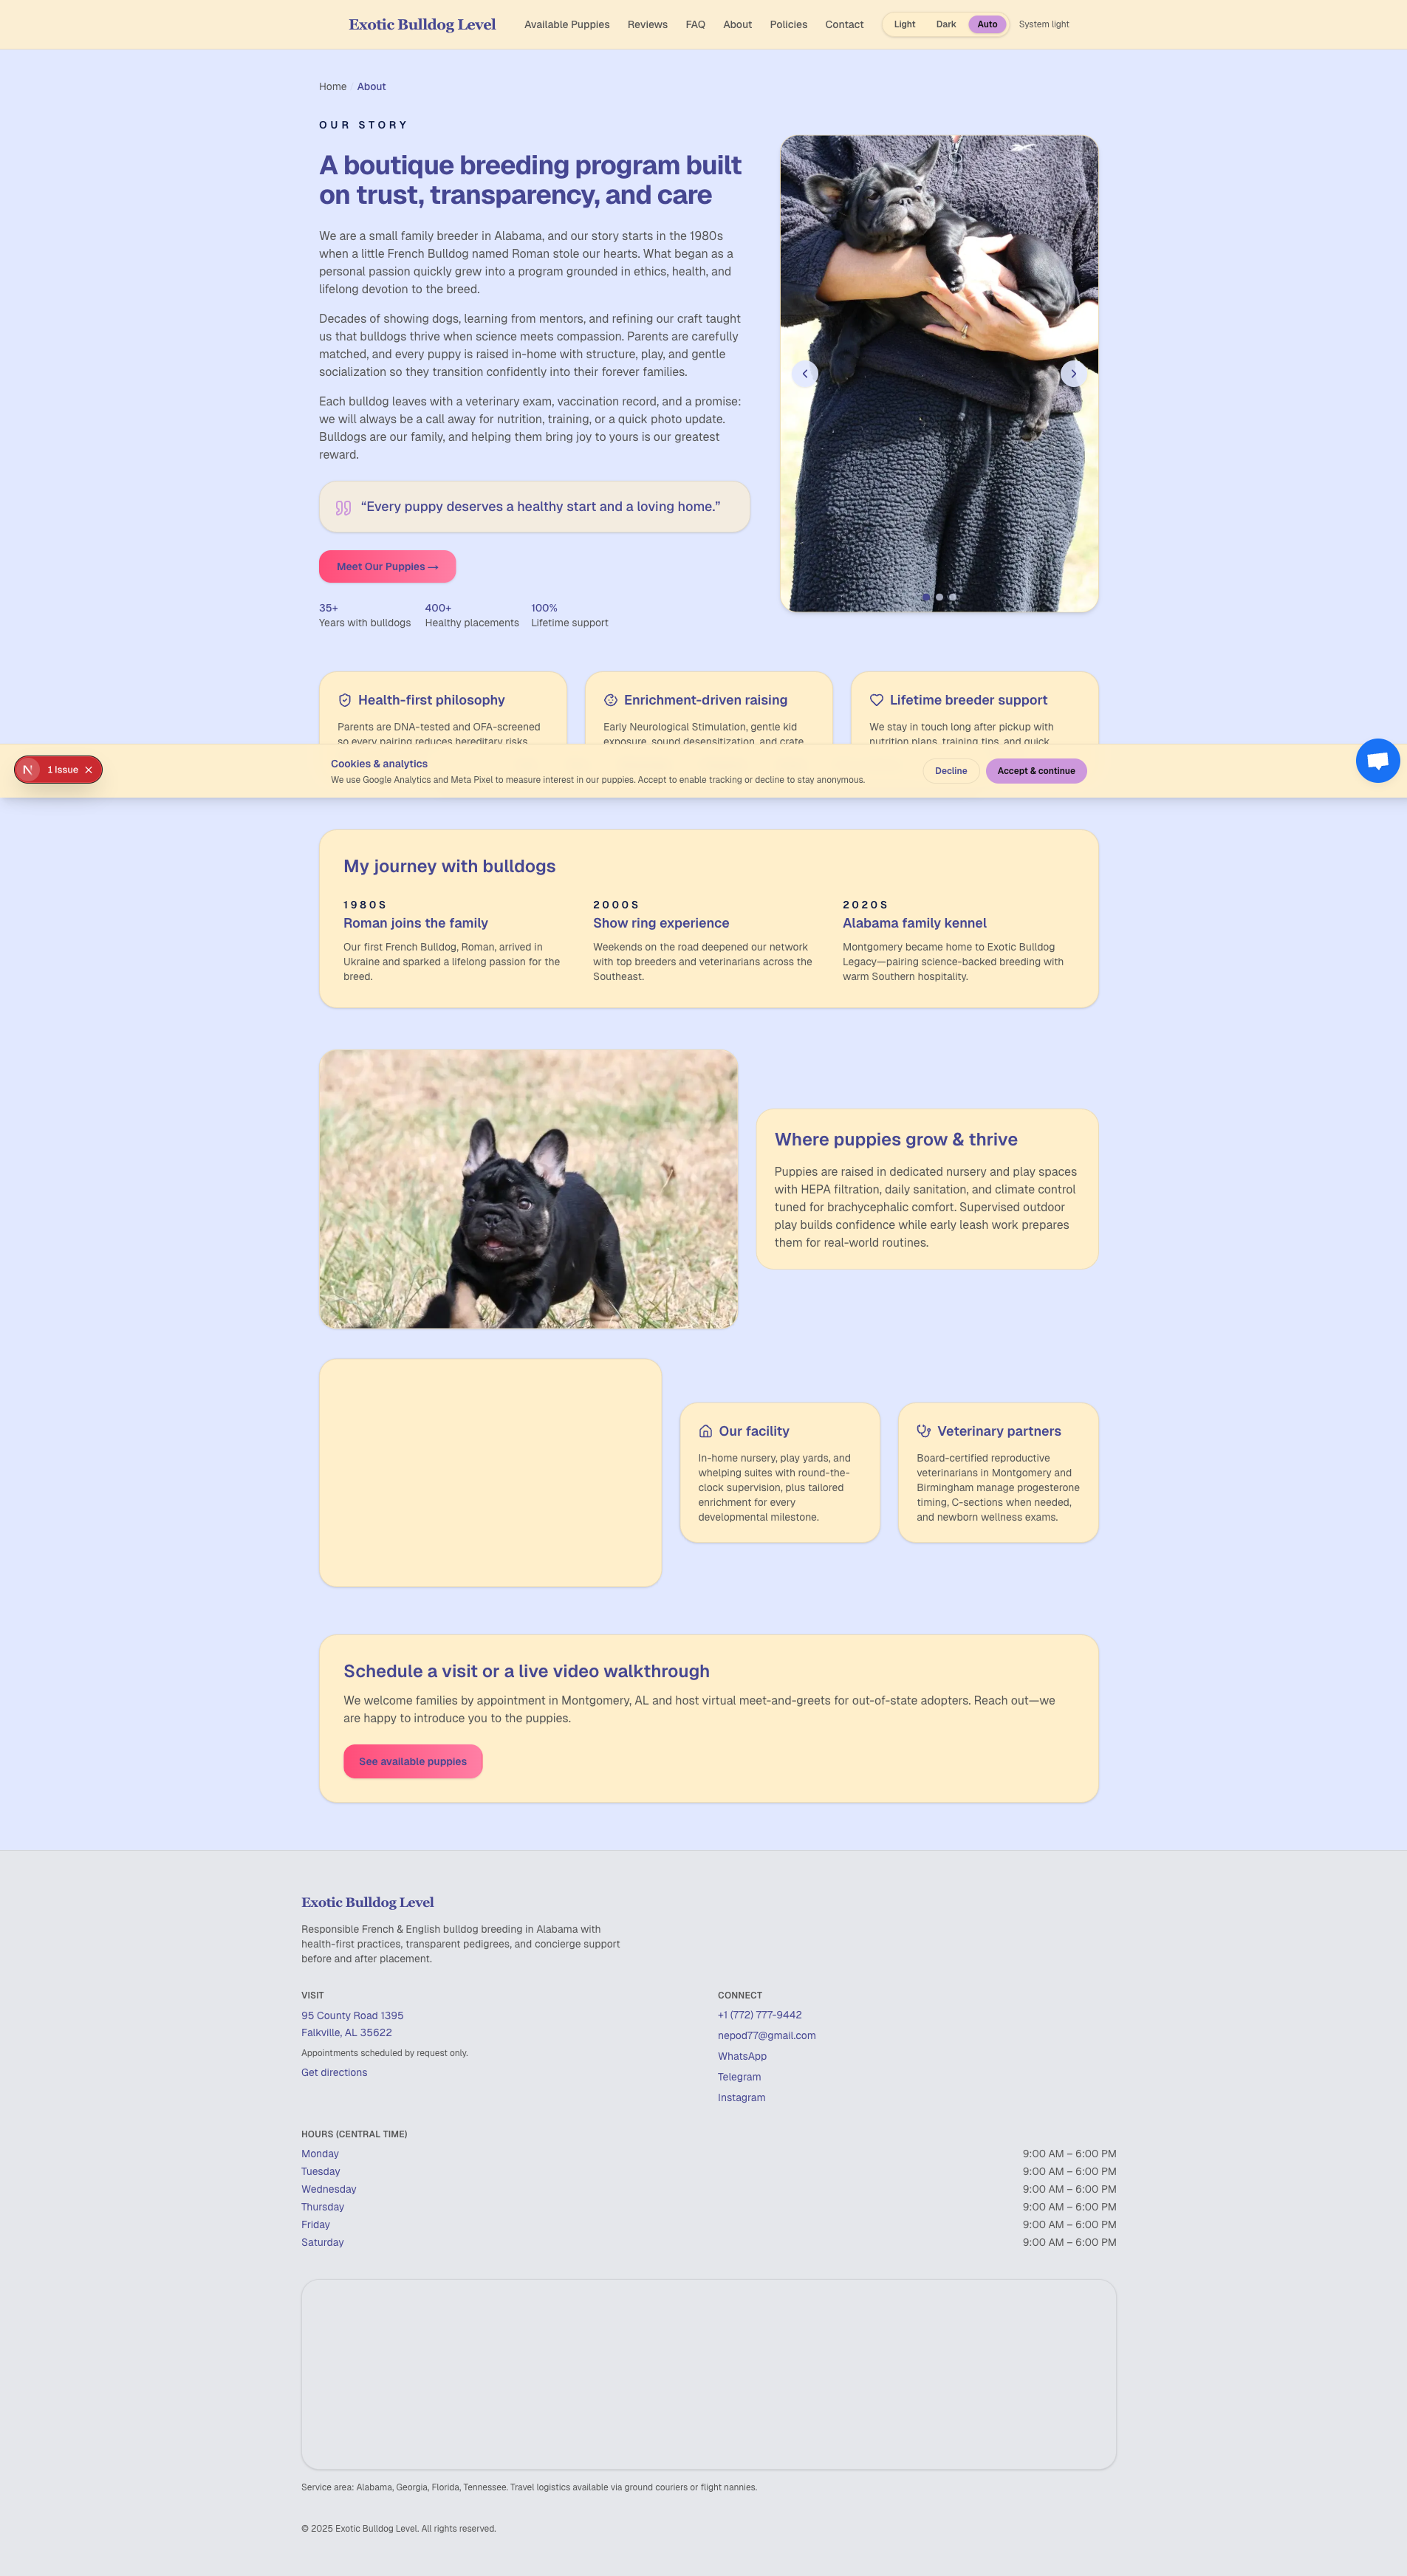 Exotic Bulldog Level
Available Puppies
Reviews
FAQ
About
Policies
Contact
Light
Dark
Auto
System light
Home / About
OUR STORY
A boutique breeding program built
on trust, transparency, and care
We are a small family breeder in Alabama, and our story starts in the 1980s
when a little French Bulldog named Roman stole our hearts. What began as a
personal passion quickly grew into a program grounded in ethics, health, and
lifelong devotion to the breed.
Decades of showing dogs, learning from mentors, and refining our craft taught
us that bulldogs thrive when science meets compassion. Parents are carefully
matched, and every puppy is raised in-home with structure, play, and gentle
socialization so they transition confidently into their forever families.
Each bulldog leaves with a veterinary exam, vaccination record, and a promise:
we will always be a call away for nutrition, training, or a quick photo update.
Bulldogs are our family, and helping them bring joy to yours is our greatest
reward.
“Every puppy deserves a healthy start and a loving home.”
Meet Our Puppies →
35+
Years with bulldogs
400+
Healthy placements
100%
Lifetime support
Health-first philosophy
Parents are DNA-tested and OFA-screened
so every pairing reduces hereditary risks
Enrichment-driven raising
Early Neurological Stimulation, gentle kid
exposure, sound desensitization, and crate
Lifetime breeder support
We stay in touch long after pickup with
nutrition plans, training tips, and quick
N 1 Issue
Cookies & analytics
We use Google Analytics and Meta Pixel to measure interest in our puppies. Accept to enable tracking or decline to stay anonymous.
Decline
Accept & continue
My journey with bulldogs
1980S
Roman joins the family
Our first French Bulldog, Roman, arrived in
Ukraine and sparked a lifelong passion for the
breed.
2000S
Show ring experience
Weekends on the road deepened our network
with top breeders and veterinarians across the
Southeast.
2020S
Alabama family kennel
Montgomery became home to Exotic Bulldog
Legacy—pairing science-backed breeding with
warm Southern hospitality.
Where puppies grow & thrive
Puppies are raised in dedicated nursery and play spaces
with HEPA filtration, daily sanitation, and climate control
tuned for brachycephalic comfort. Supervised outdoor
play builds confidence while early leash work prepares
them for real-world routines.
Our facility
In-home nursery, play yards, and
whelping suites with round-the-
clock supervision, plus tailored
enrichment for every
developmental milestone.
Veterinary partners
Board-certified reproductive
veterinarians in Montgomery and
Birmingham manage progesterone
timing, C-sections when needed,
and newborn wellness exams.
Schedule a visit or a live video walkthrough
We welcome families by appointment in Montgomery, AL and host virtual meet-and-greets for out-of-state adopters. Reach out—we
are happy to introduce you to the puppies.
See available puppies
Exotic Bulldog Level
Responsible French & English bulldog breeding in Alabama with
health-first practices, transparent pedigrees, and concierge support
before and after placement.
VISIT
95 County Road 1395
Falkville, AL 35622
Appointments scheduled by request only.
Get directions
CONNECT
+1 (772) 777-9442
nepod77@gmail.com
WhatsApp
Telegram
Instagram
HOURS (CENTRAL TIME)
Monday 9:00 AM – 6:00 PM
Tuesday 9:00 AM – 6:00 PM
Wednesday 9:00 AM – 6:00 PM
Thursday 9:00 AM – 6:00 PM
Friday 9:00 AM – 6:00 PM
Saturday 9:00 AM – 6:00 PM
Service area: Alabama, Georgia, Florida, Tennessee. Travel logistics available via ground couriers or flight nannies.
© 2025 Exotic Bulldog Level. All rights reserved.